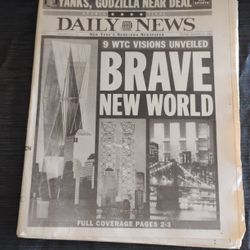 YANKS, GODZILLA NEAR DEAL
SPORTS
DAILY NEWS
NEW YORK'S HOMETOWN NEWSPAPER
9 WTC VISIONS UNVEILED
BRAVE
NEW WORLD
FULL COVERAGE PAGES 2-3